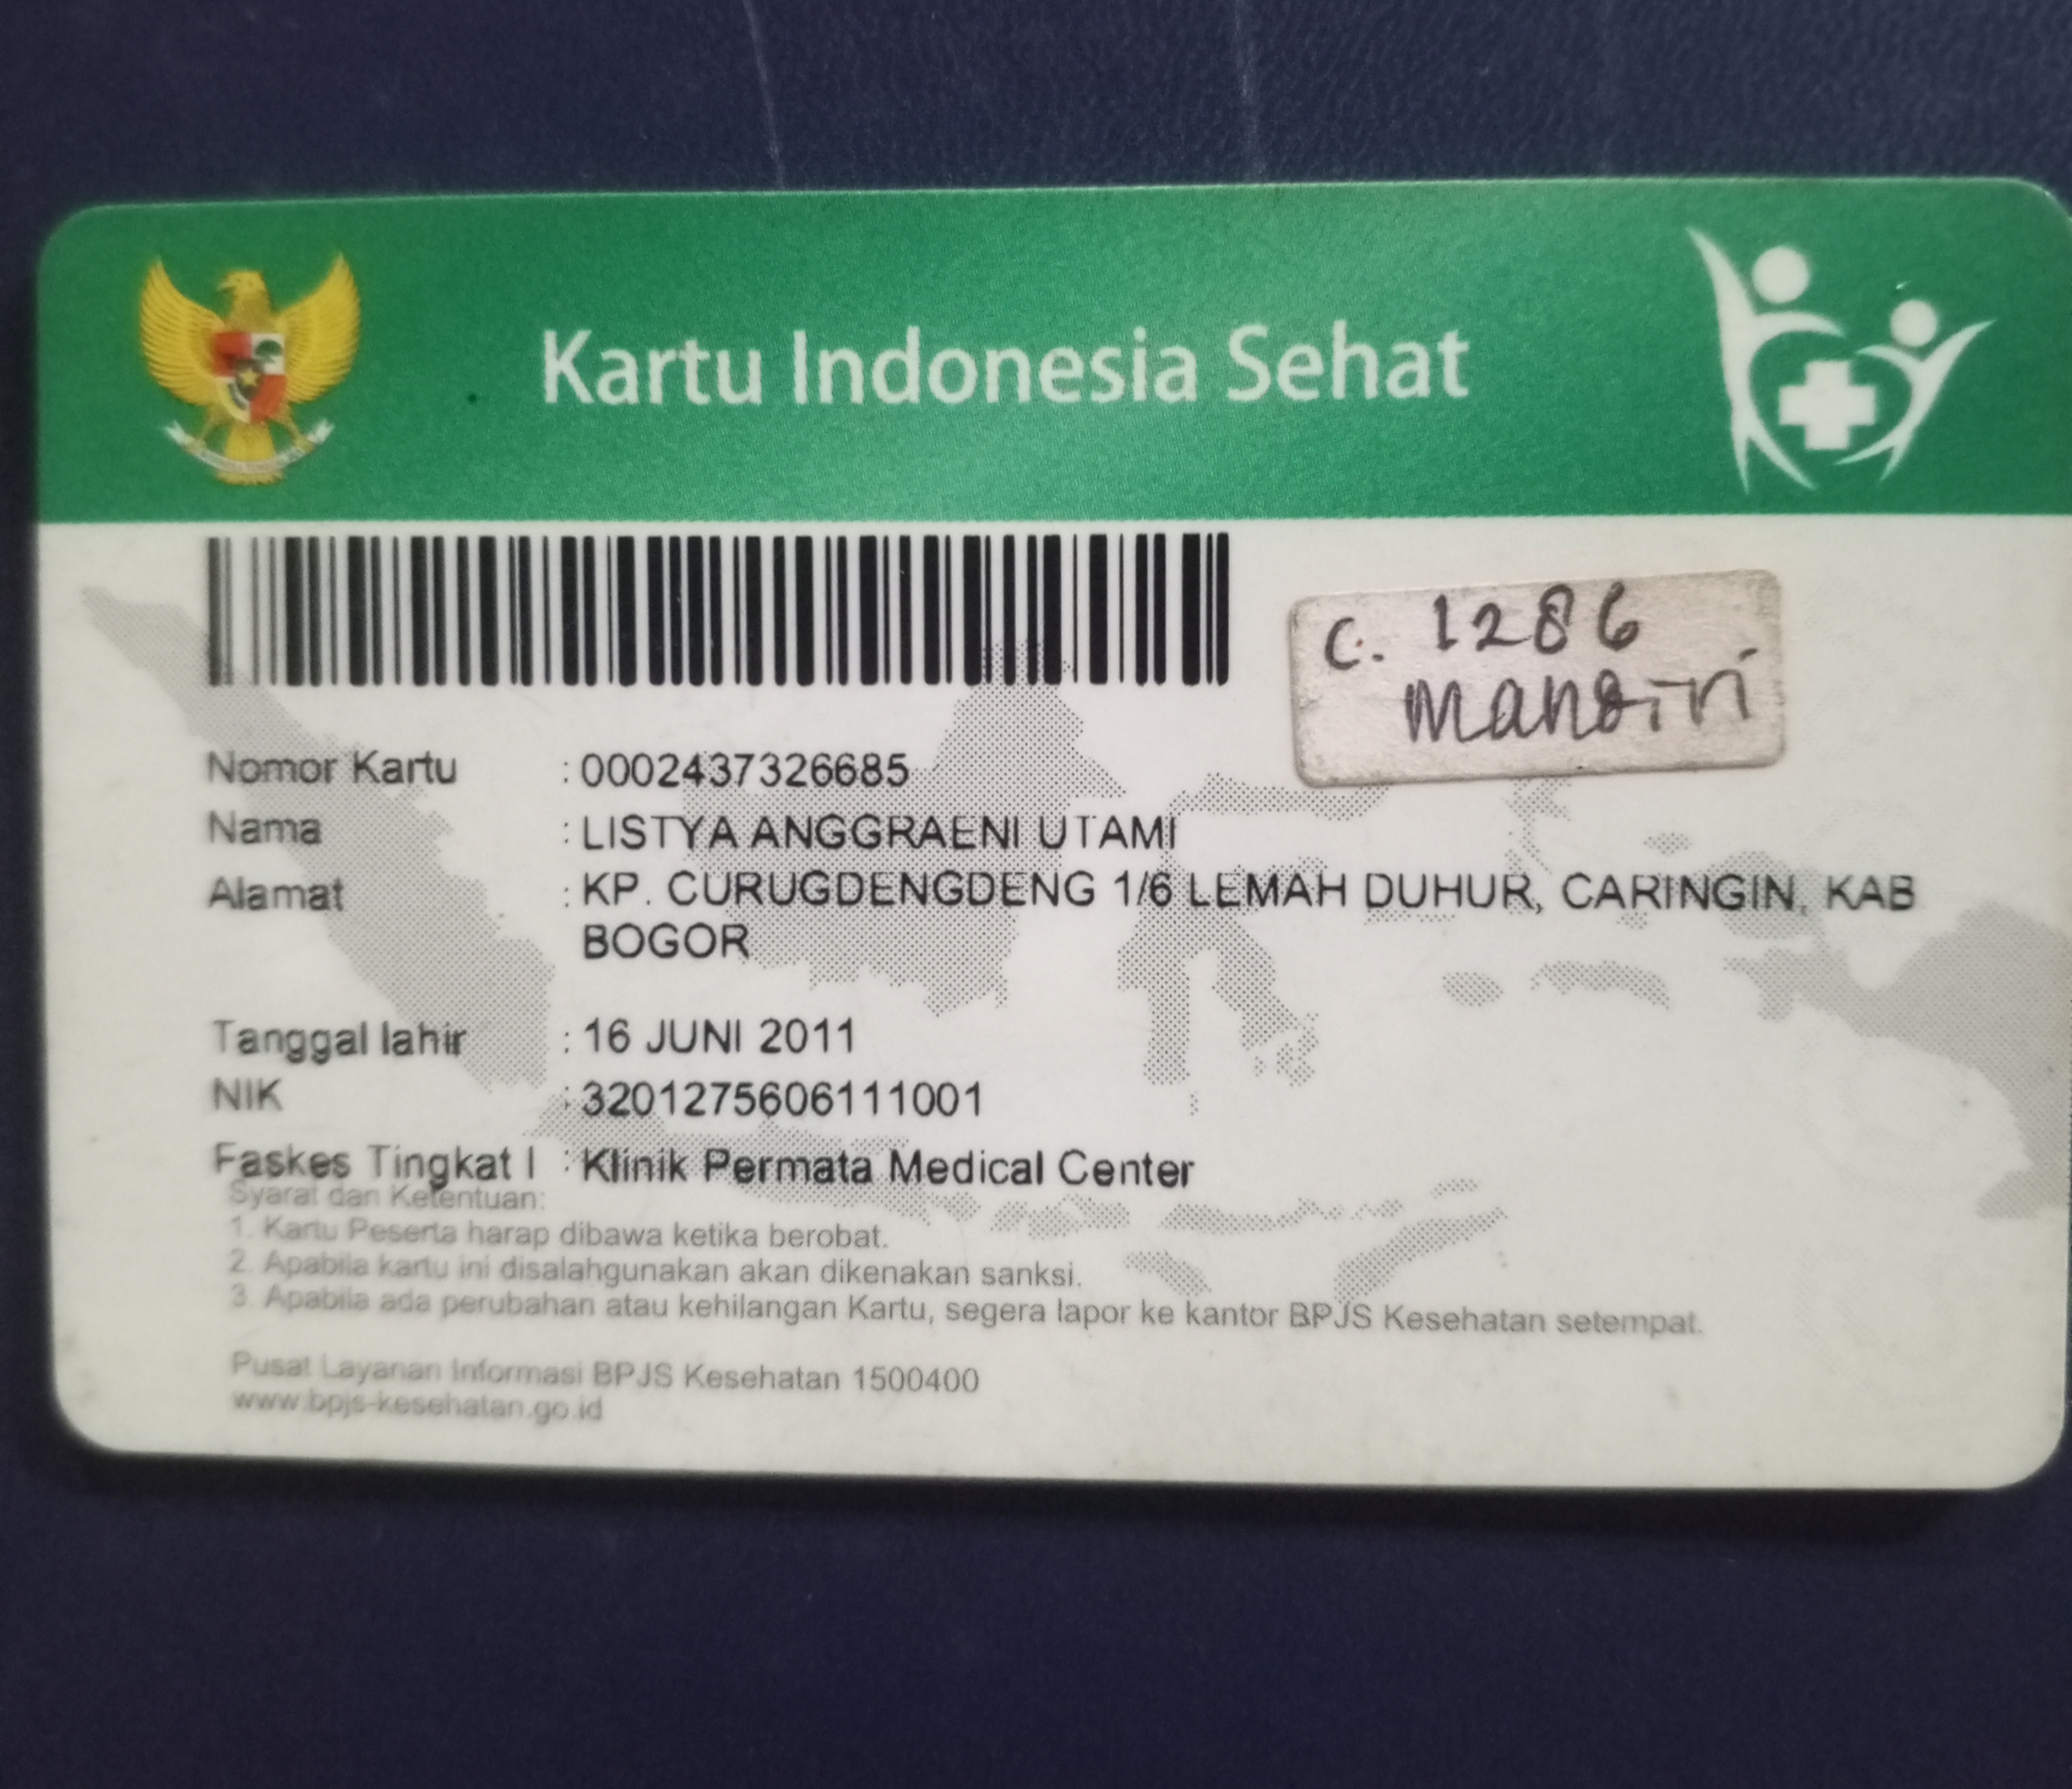 Kartu Indonesia Sehat
c. 1286
mandiri
Nomor Kartu : 0002437326685
Nama : LISTYA ANGGRAENI UTAMI
Alamat : KP. CURUGDENGDENG 1/6 LEMAH DUHUR, CARINGIN, KAB
BOGOR
Tanggal lahir : 16 JUNI 2011
NIK : 3201275606111001
Faskes Tingkat I : Klinik Permata Medical Center
Syarat dan Ketentuan:
1. Kartu Peserta harap dibawa ketika berobat.
2. Apabila kartu ini disalahgunakan akan dikenakan sanksi.
3. Apabila ada perubahan atau kehilangan Kartu, segera lapor ke kantor BPJS Kesehatan setempat.
Pusat Layanan Informasi BPJS Kesehatan 1500400
www.bpjs-kesehatan.go.id